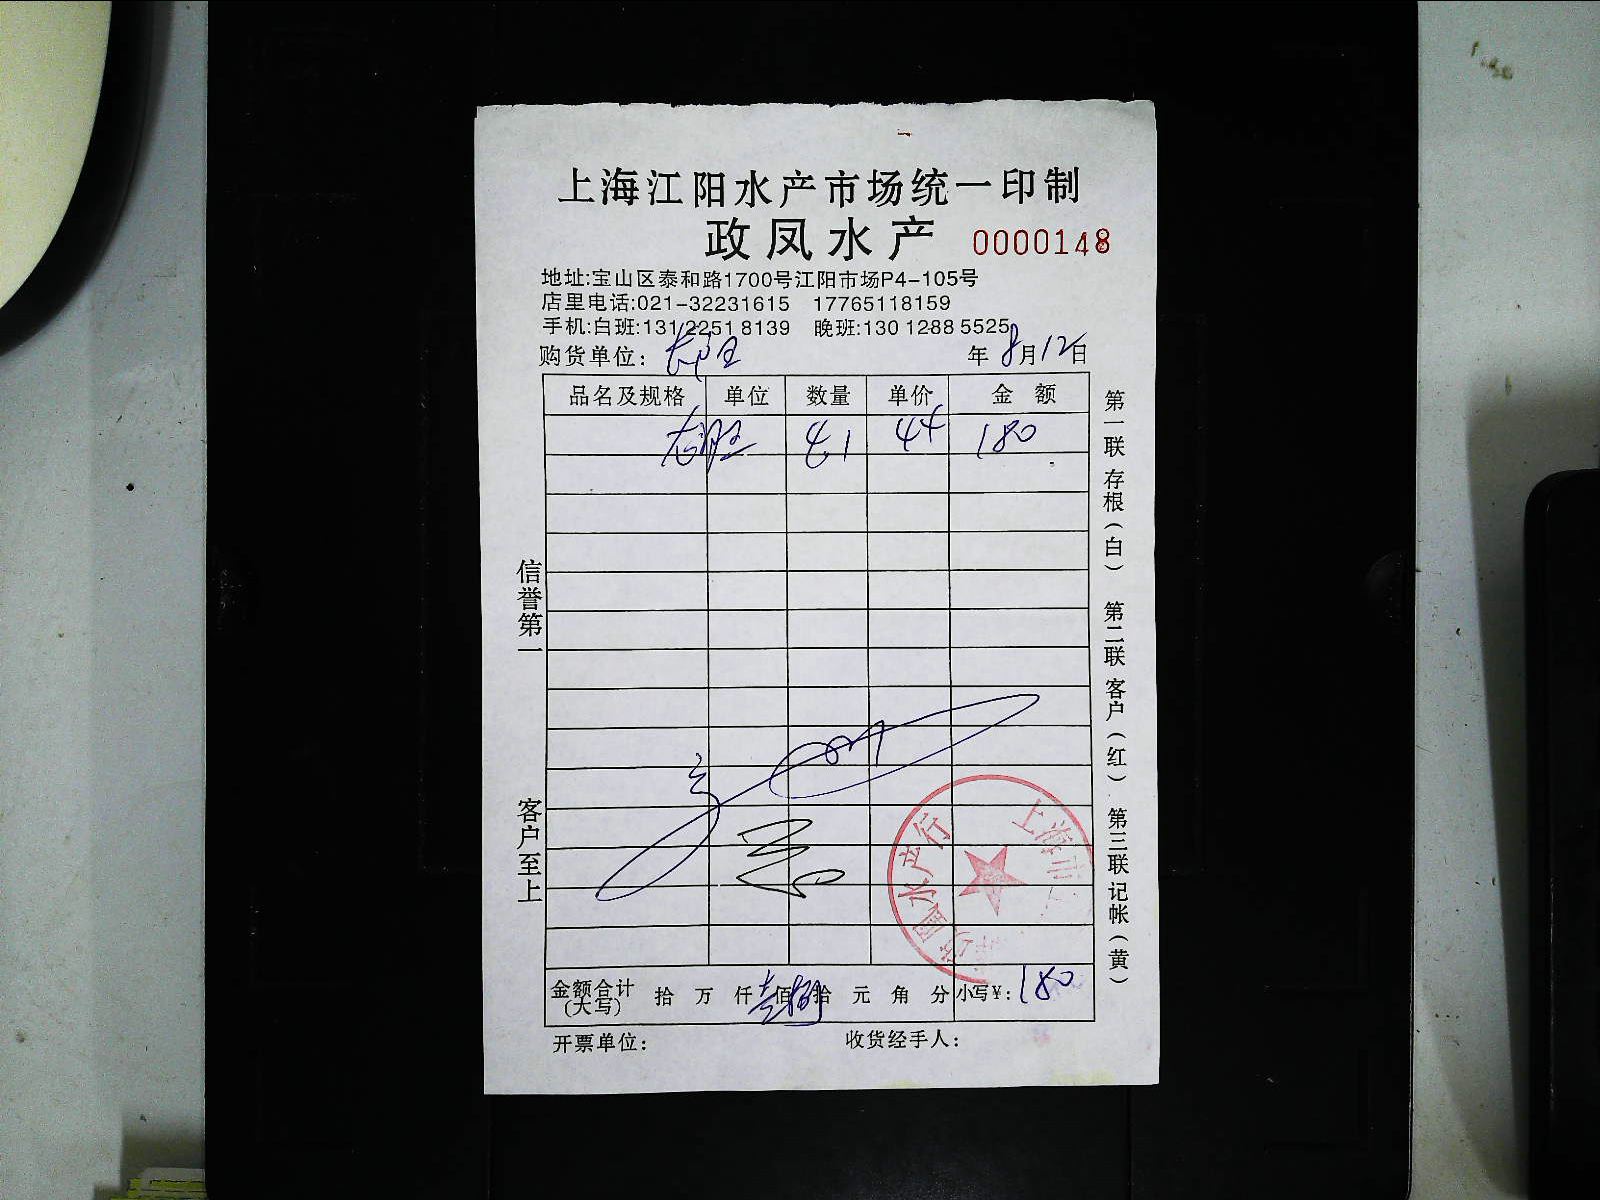 上海江阳水产市场统一印制
政凤水产 0000148
地址:宝山区泰和路1700号江阳市场P4-105号
店里电话:021-32231615 17765118159
手机:白班:131 2251 8139 晚班:130 1288 5525
购货单位: 年 8月12日
品名及规格 单位 数量 单价 金额
41 44 180
信誉第一
客户至上
第一联 存根(白) 第二联 客户(红) 第三联 记帐(黄)
上海市 水产行
金额合计(大写) 拾 万 仟 佰 拾 元 角 分 小写¥: 180
开票单位: 收货经手人: